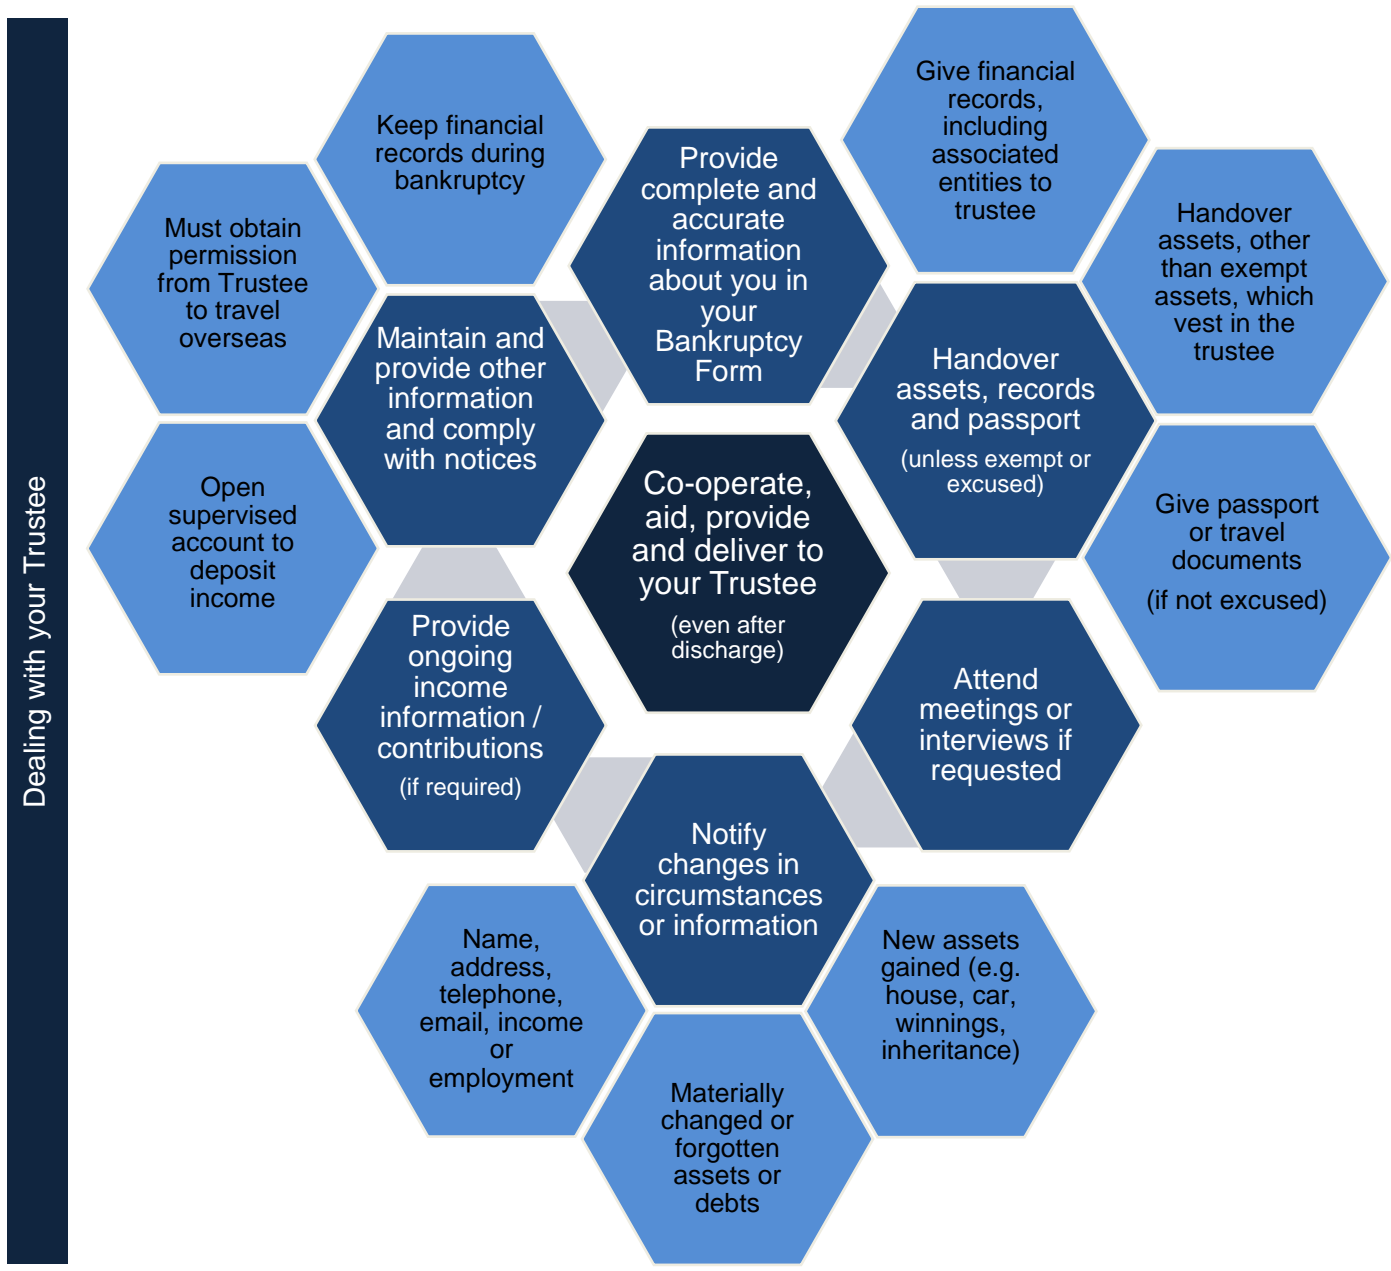 Dealing with your Trustee
Keep financial
records during
bankruptcy
Give financial
records,
including
associated
entities to
trustee
Provide
complete and
accurate
information
about you in
your
Bankruptcy
Form
Must obtain
permission
from Trustee
to travel
overseas
Handover
assets, other
than exempt
assets, which
vest in the
trustee
Maintain and
provide other
information
and comply
with notices
Handover
assets, records
and passport
(unless exempt or
excused)
Open
supervised
account to
deposit
income
Co-operate,
aid, provide
and deliver to
your Trustee
(even after
discharge)
Give passport
or travel
documents
(if not excused)
Provide
ongoing
income
information /
contributions
(if required)
Attend
meetings or
interviews if
requested
Notify
changes in
circumstances
or information
Name,
address,
telephone,
email, income
or
employment
New assets
gained (e.g.
house, car,
winnings,
inheritance)
Materially
changed or
forgotten
assets or
debts